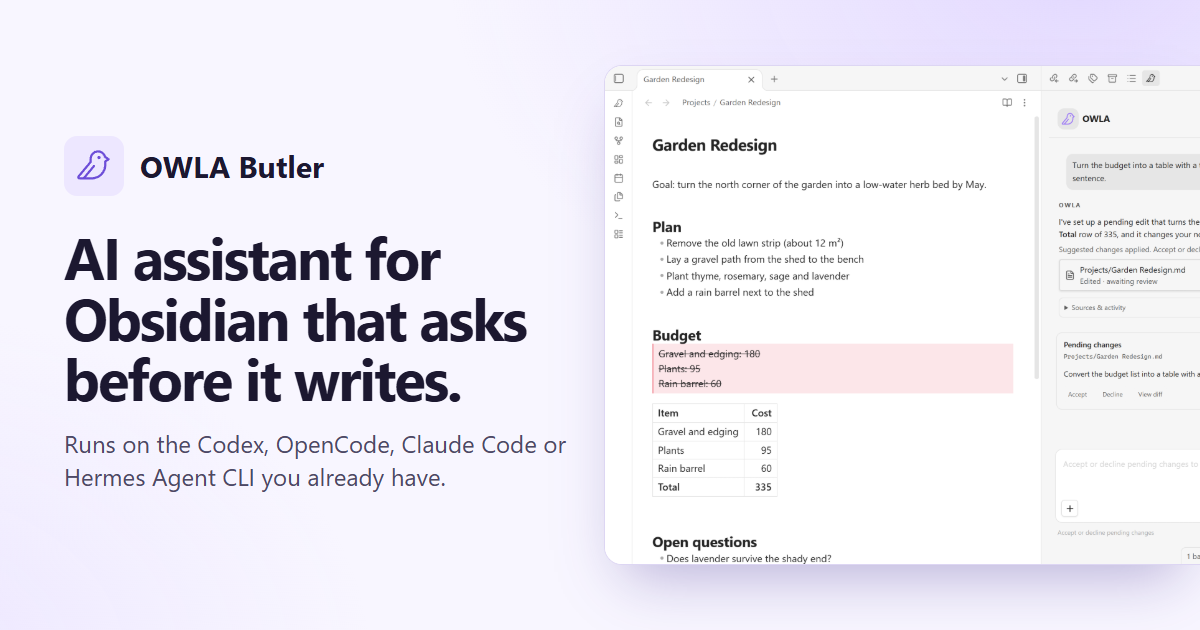 OWLA Butler
AI assistant for
Obsidian that asks
before it writes.
Runs on the Codex, OpenCode, Claude Code or
Hermes Agent CLI you already have.
Garden Redesign
Projects / Garden Redesign
Garden Redesign
Goal: turn the north corner of the garden into a low-water herb bed by May.
Plan
• Remove the old lawn strip (about 12 m²)
• Lay a gravel path from the shed to the bench
• Plant thyme, rosemary, sage and lavender
• Add a rain barrel next to the shed
Budget
Gravel and edging: 180
Plants: 95
Rain barrel: 60
Item Cost
Gravel and edging 180
Plants 95
Rain barrel 60
Total 335
Open questions
• Does lavender survive the shady end?
OWLA
Turn the budget into a table with a
sentence.
OWLA
I've set up a pending edit that turns the
Total row of 335, and it changes your
Suggested changes applied. Accept or
Projects/Garden Redesign.md
Edited · awaiting review
Sources & activity
Pending changes
Projects/Garden Redesign.md
Convert the budget list into a table with a
Accept Decline View diff
Accept or decline pending changes to
+
Accept or decline pending changes
1